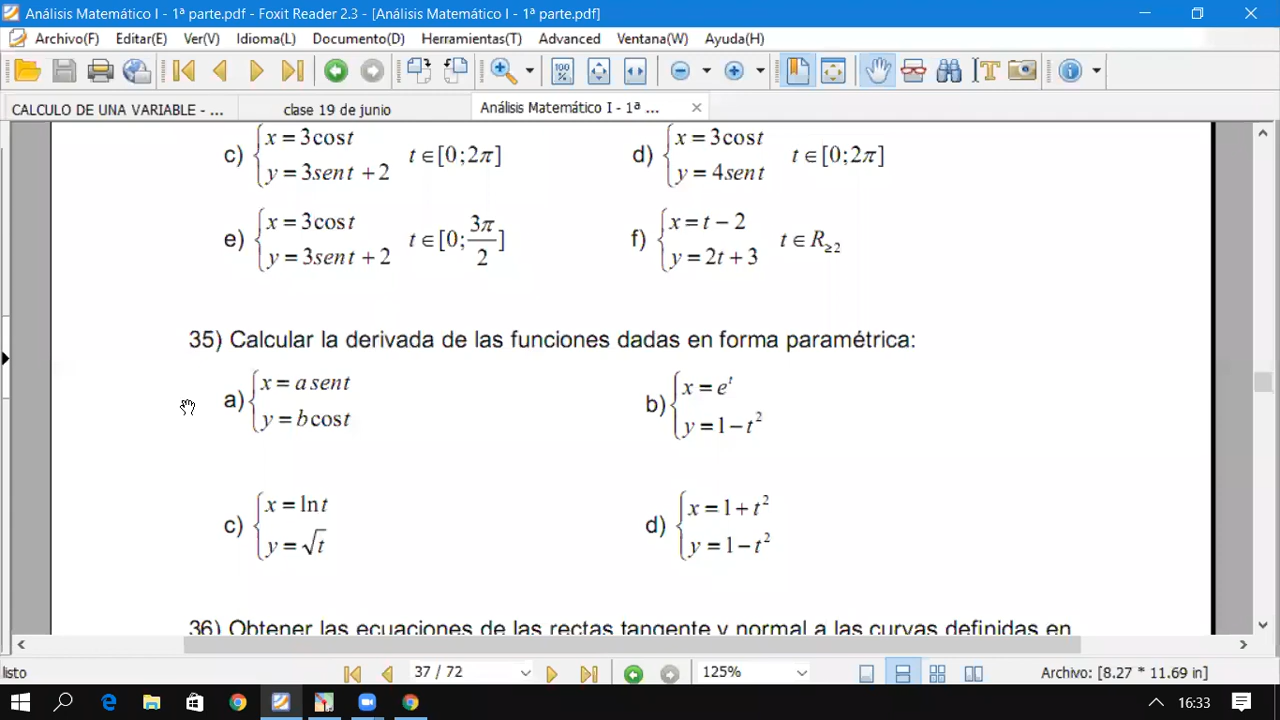 Análisis Matemático I - 1ª parte.pdf - Foxit Reader 2.3 - [Análisis Matemático I - 1ª parte.pdf]
Archivo(F) Editar(E) Ver(V) Idioma(L) Documento(D) Herramientas(T) Advanced Ventana(W) Ayuda(H)
CALCULO DE UNA VARIABLE - ... clase 19 de junio Análisis Matemático I - 1ª ...
c) {x = 3cost
y = 3sent + 2 t ∈ [0;2π]
d) {x = 3cost
y = 4sent t ∈ [0;2π]
e) {x = 3cost
y = 3sent + 2 t ∈ [0; 3π/2]
f) {x = t − 2
y = 2t + 3 t ∈ R≥2
35) Calcular la derivada de las funciones dadas en forma paramétrica:
a) {x = a sent
y = b cost
b) {x = e^t
y = 1 − t²
c) {x = ln t
y = √t
d) {x = 1 + t²
y = 1 − t²
36) Obtener las ecuaciones de las rectas tangente y normal a las curvas definidas en
listo 37 / 72 125% Archivo: [8.27 * 11.69 in]
16:33